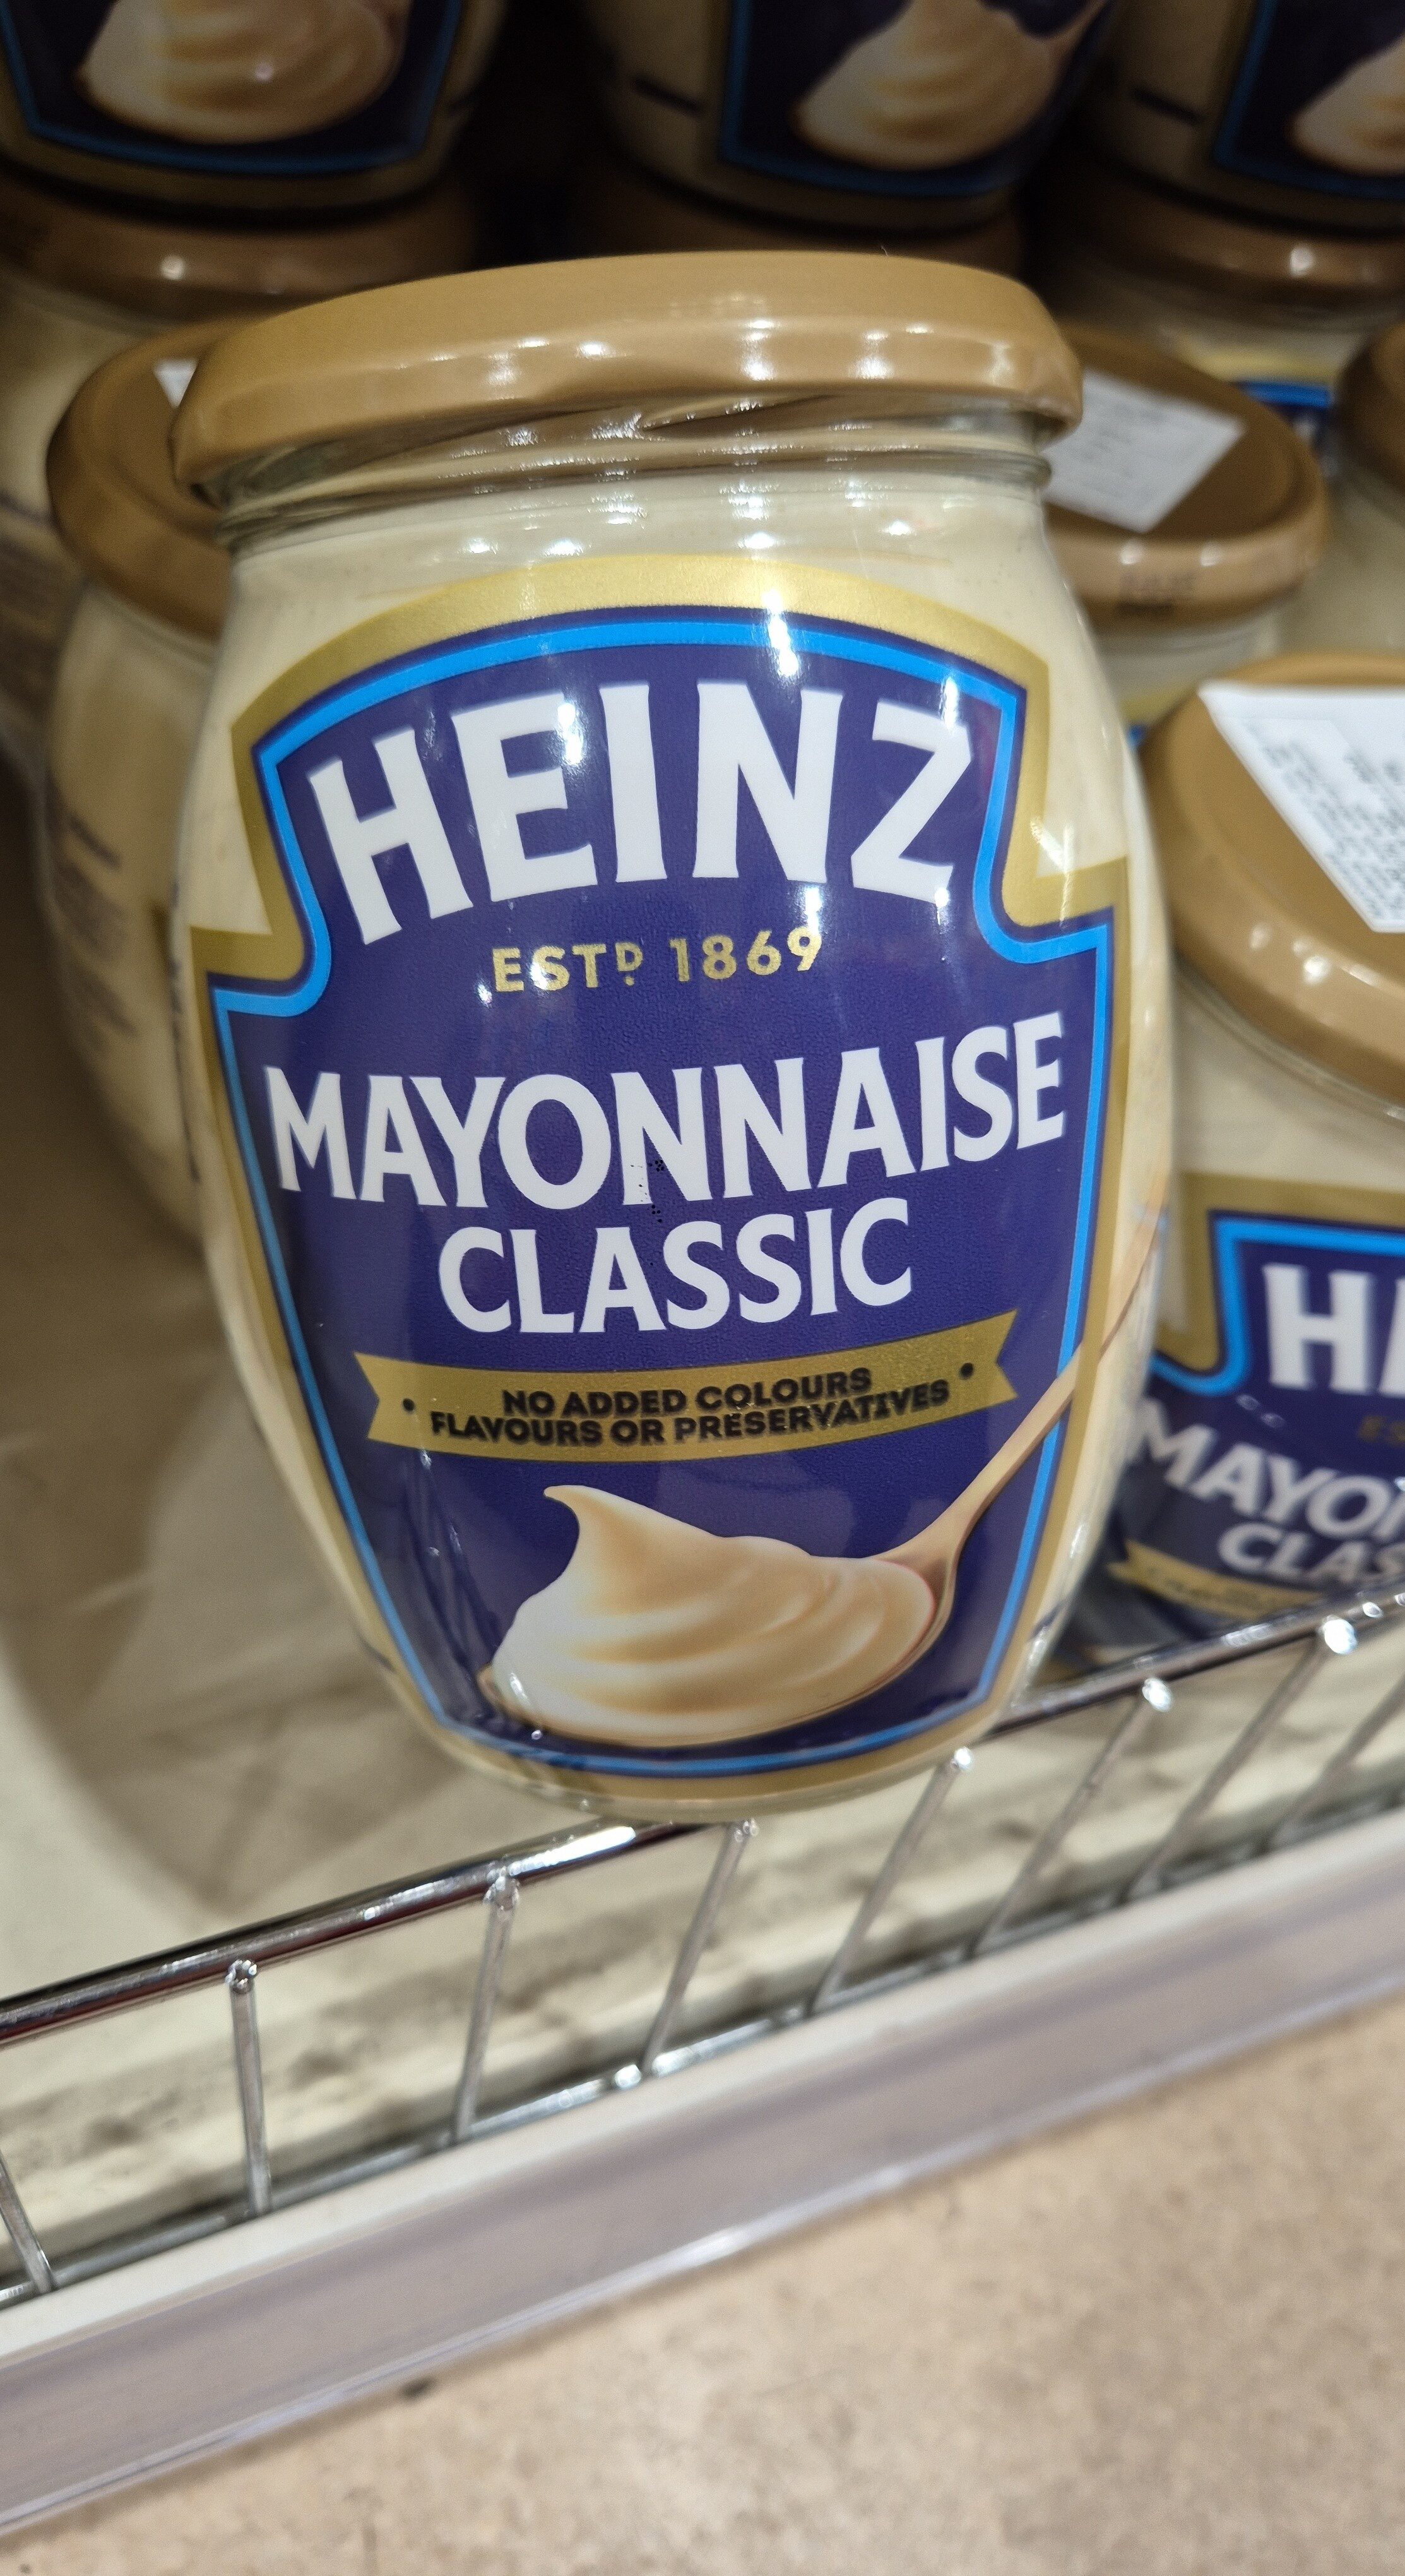 HEINZ
ESTD. 1869
MAYONNAISE
CLASSIC
NO ADDED COLOURS
FLAVOURS OR PRESERVATIVES